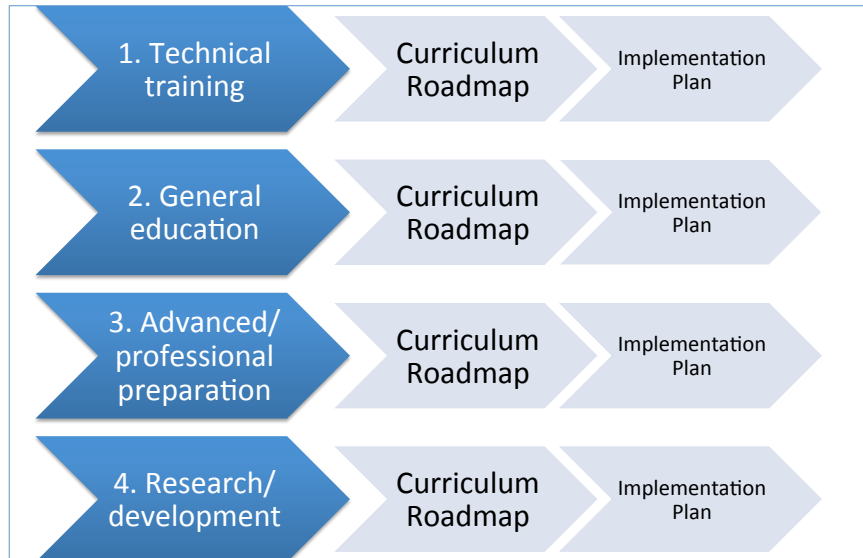 1. Technical
training
Curriculum
Roadmap
Implementation
Plan
2. General
education
Curriculum
Roadmap
Implementation
Plan
3. Advanced/
professional
preparation
Curriculum
Roadmap
Implementation
Plan
4. Research/
development
Curriculum
Roadmap
Implementation
Plan